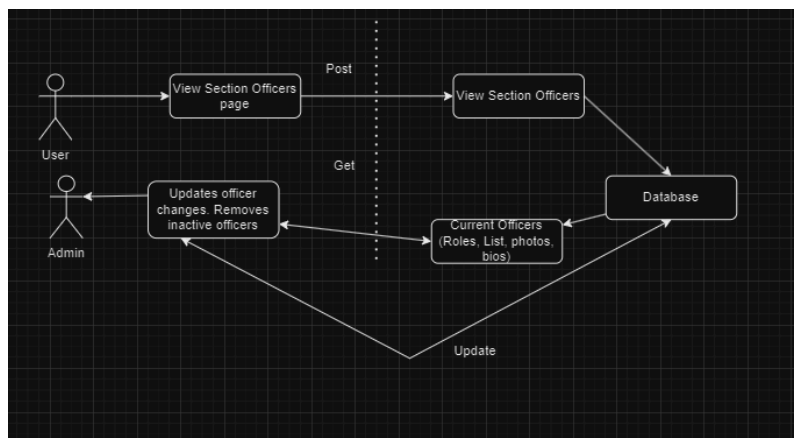 Post
View Section Officers
page
View Section Officers
User
Get
Updates officer
changes. Removes
inactive officers
Database
Current Officers
(Roles, List, photos,
bios)
Admin
Update